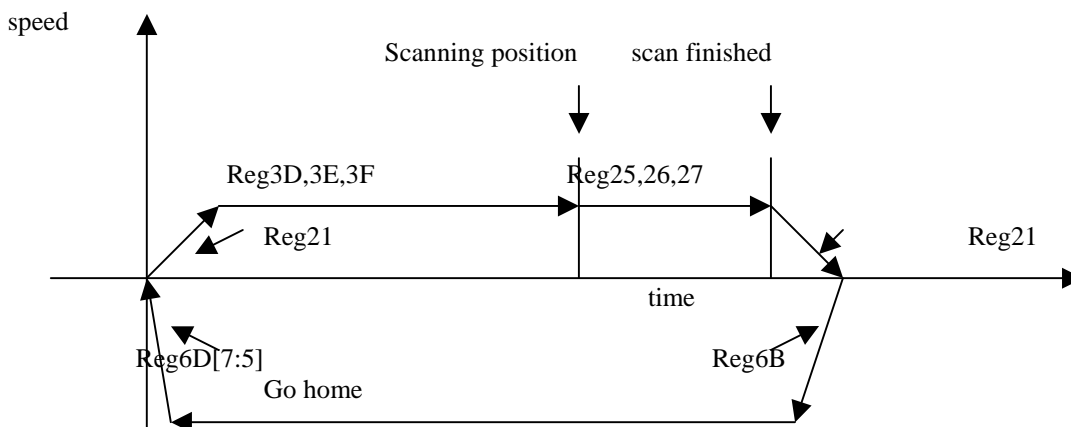 speed
Scanning position scan finished
Reg3D,3E,3F Reg25,26,27
Reg21 Reg21
time
Reg6D[7:5] Reg6B
Go home